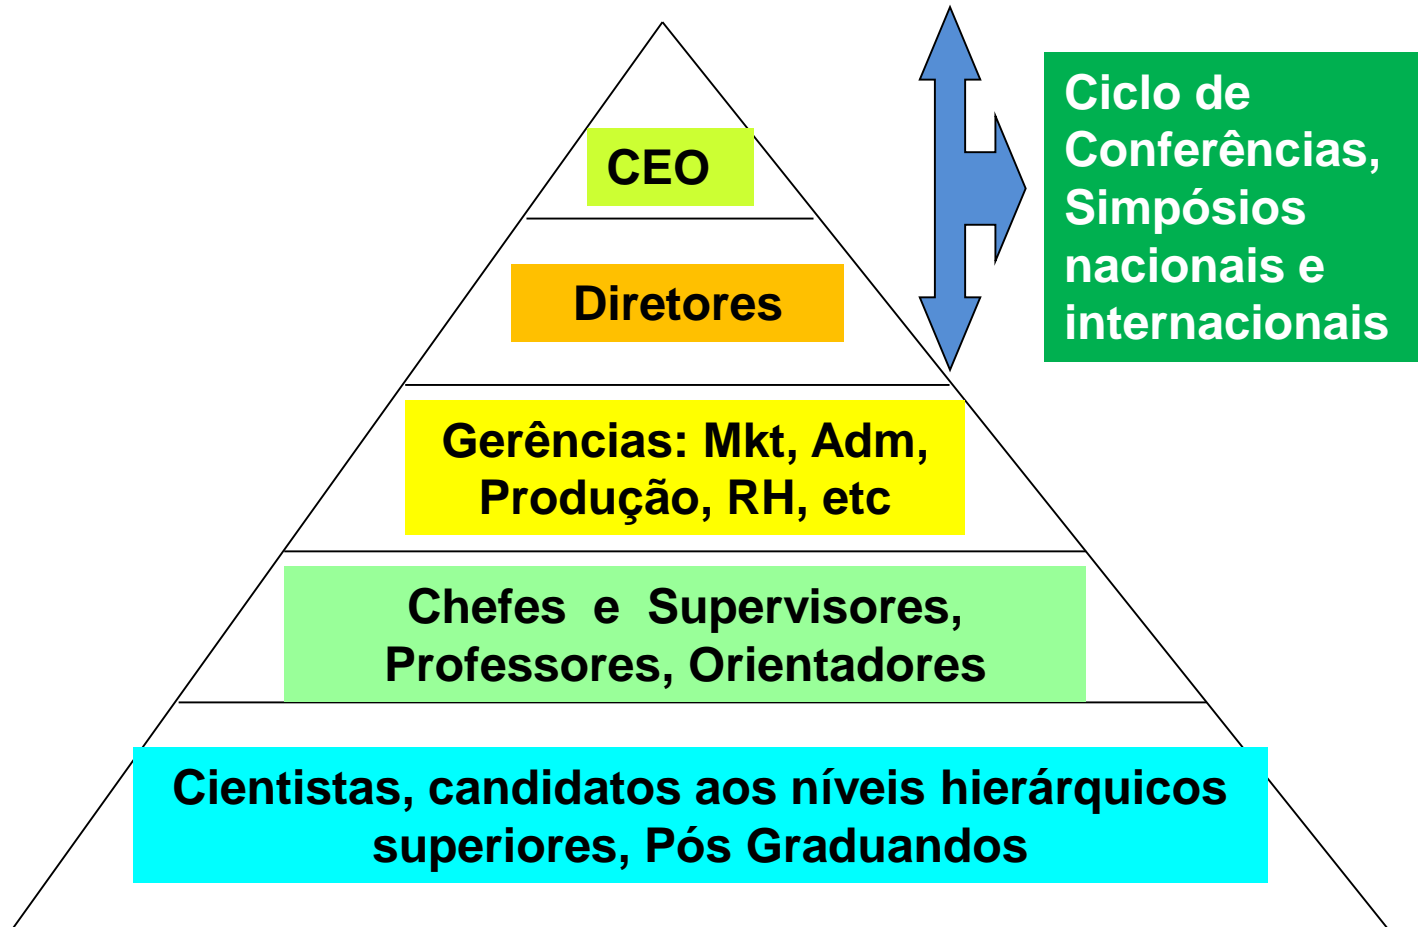 CEO
Diretores
Gerências: Mkt, Adm,
Produção, RH, etc
Chefes e Supervisores,
Professores, Orientadores
Cientistas, candidatos aos níveis hierárquicos
superiores, Pós Graduandos
Ciclo de
Conferências,
Simpósios
nacionais e
internacionais